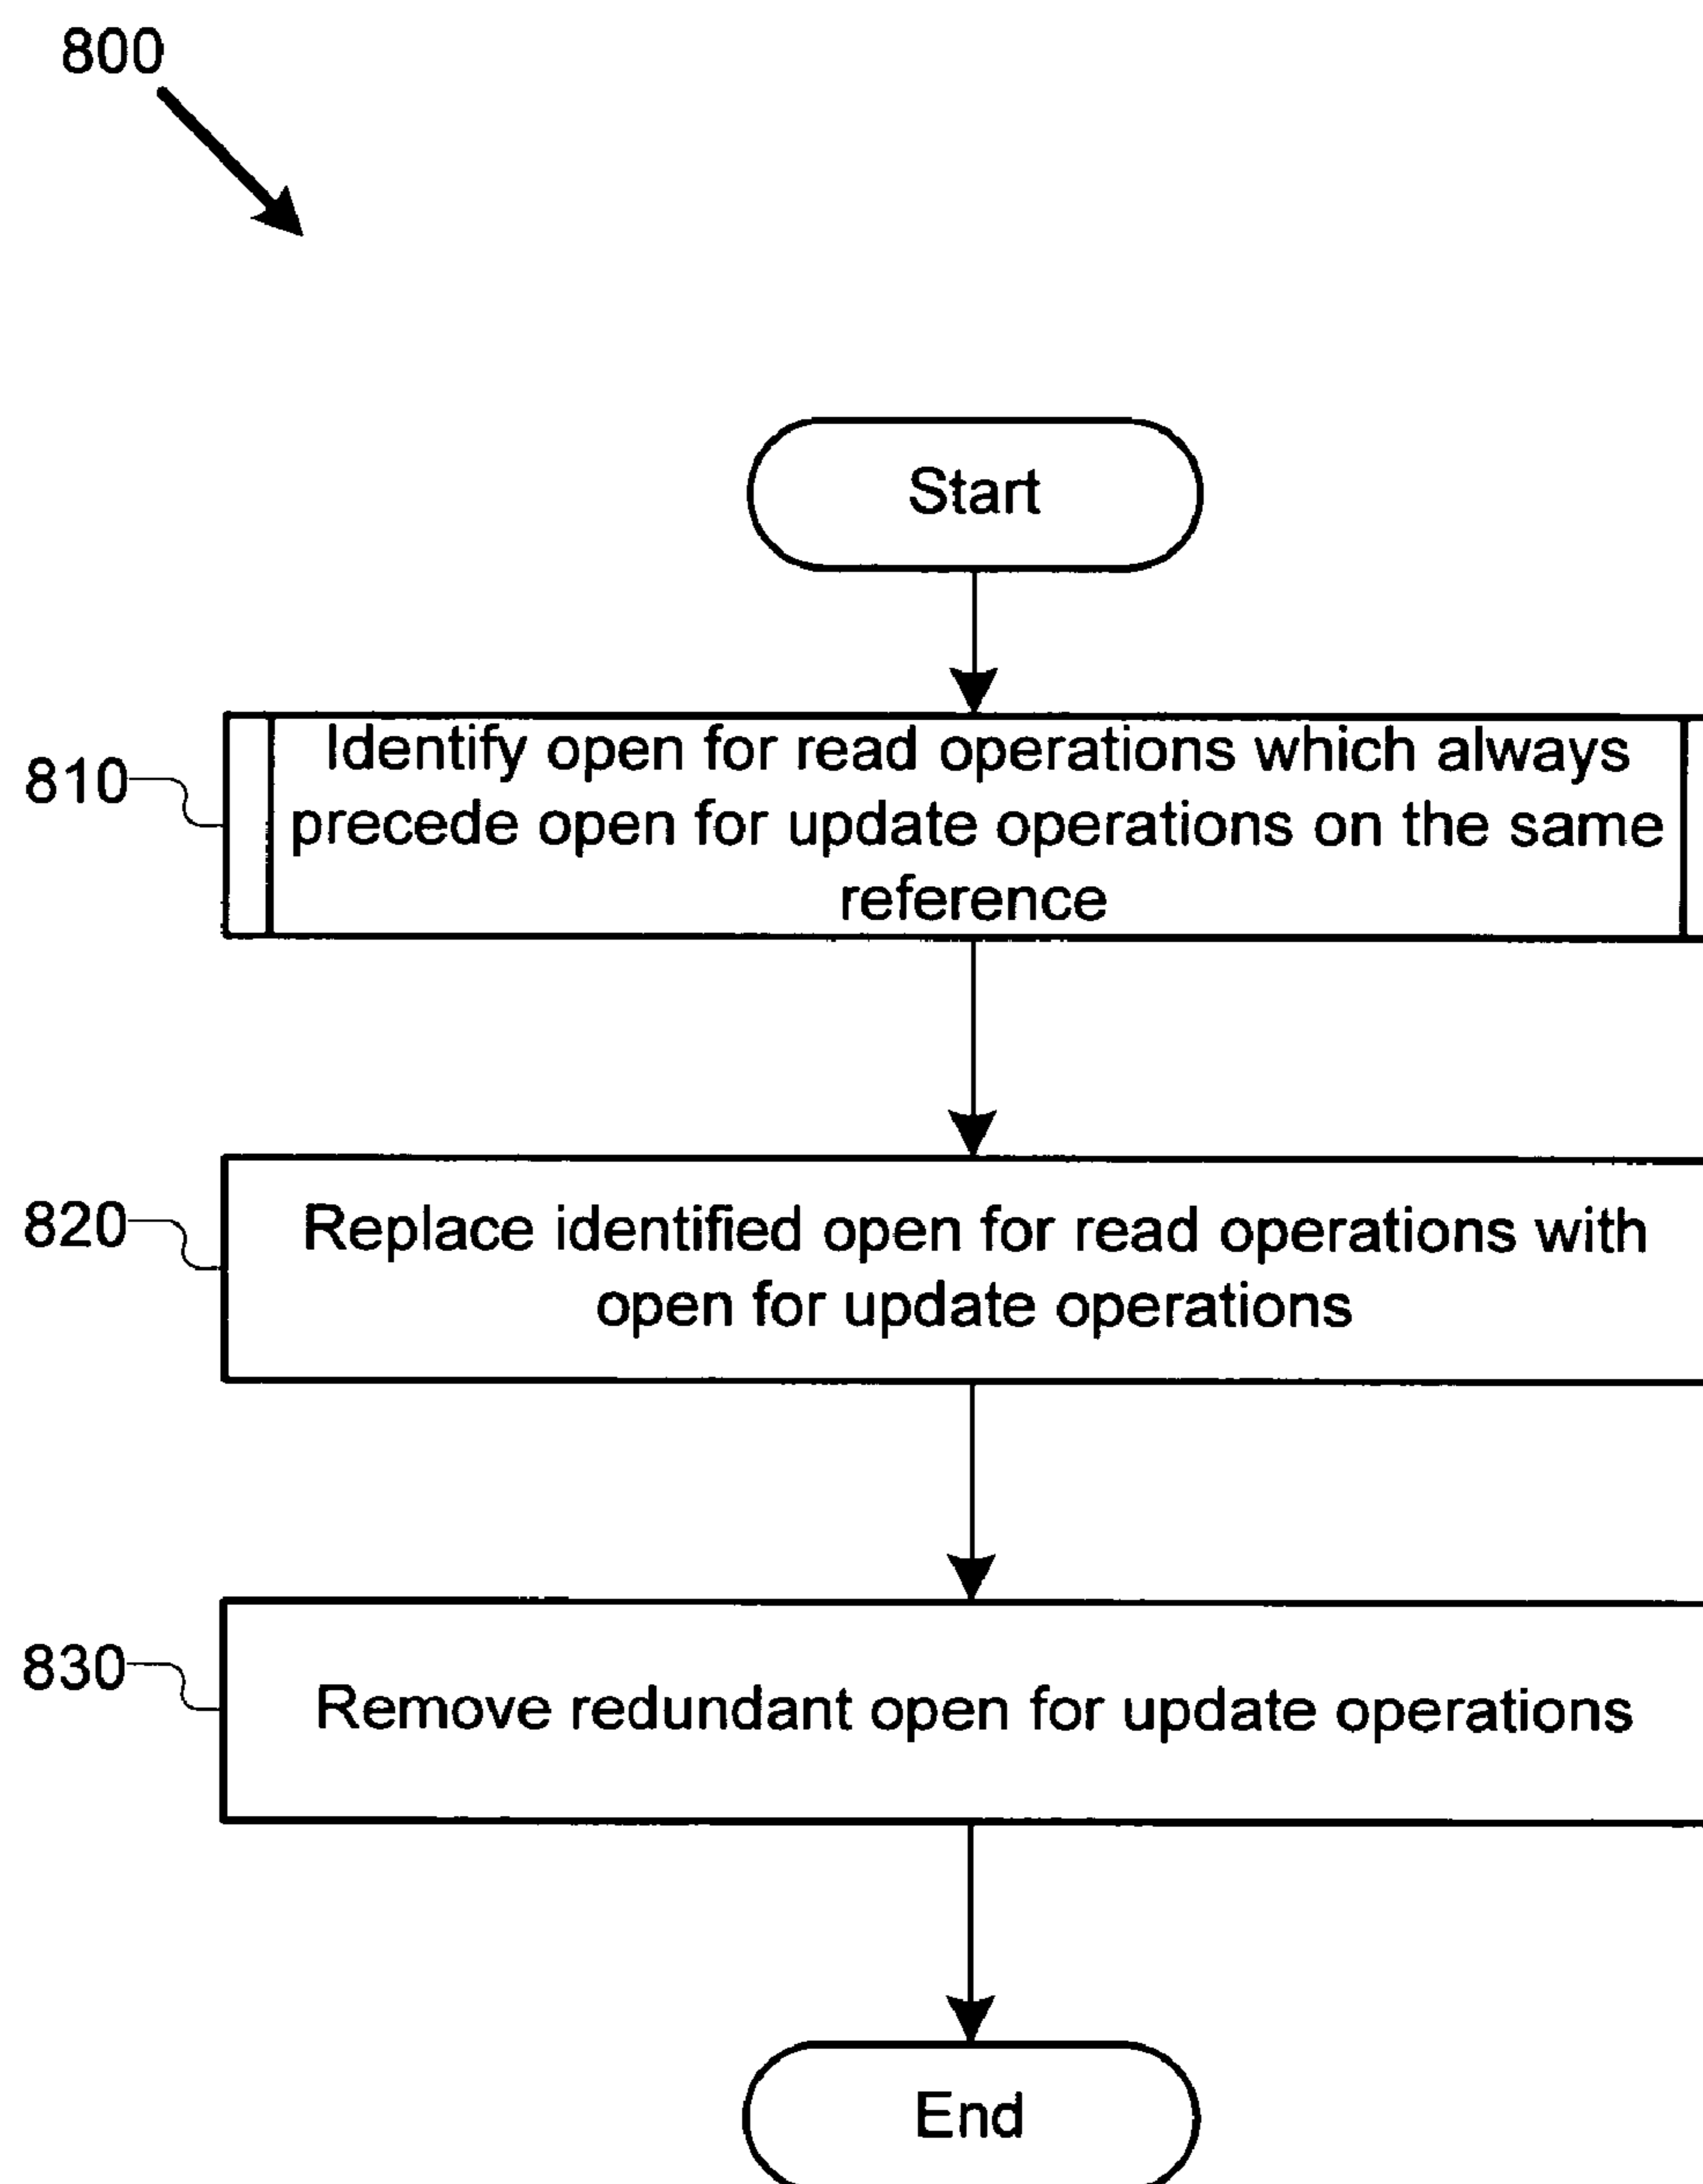 800
Start
810
Identify open for read operations which always
precede open for update operations on the same
reference
820
Replace identified open for read operations with
open for update operations
830
Remove redundant open for update operations
End